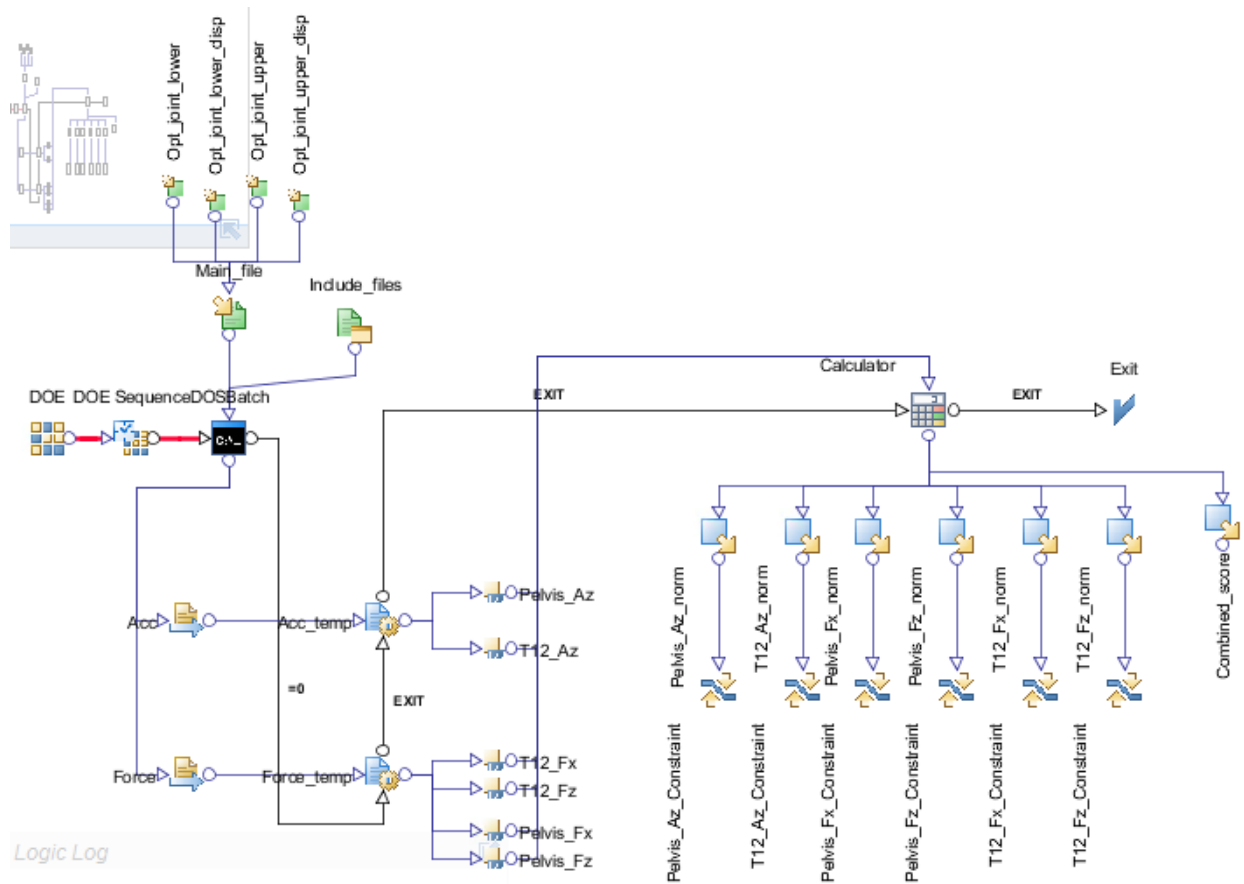 Opt_joint_lower
Opt_joint_lower_disp
Opt_joint_upper
Opt_joint_upper_disp
Main_file
Include_files
DOE
DOE Sequence
DOSBatch
C:\_
EXIT
Calculator
EXIT
Exit
Acc
Acc_temp
Pelvis_Az
T12_Az
=0
EXIT
Force
Force_temp
T12_Fx
T12_Fz
Pelvis_Fx
Pelvis_Fz
Pelvis_Az_norm
T12_Az_norm
Pelvis_Fx_norm
Pelvis_Fz_norm
T12_Fx_norm
T12_Fz_norm
Combined_score
Pelvis_Az_Constraint
T12_Az_Constraint
Pelvis_Fx_Constraint
Pelvis_Fz_Constraint
T12_Fx_Constraint
T12_Fz_Constraint
Logic Log